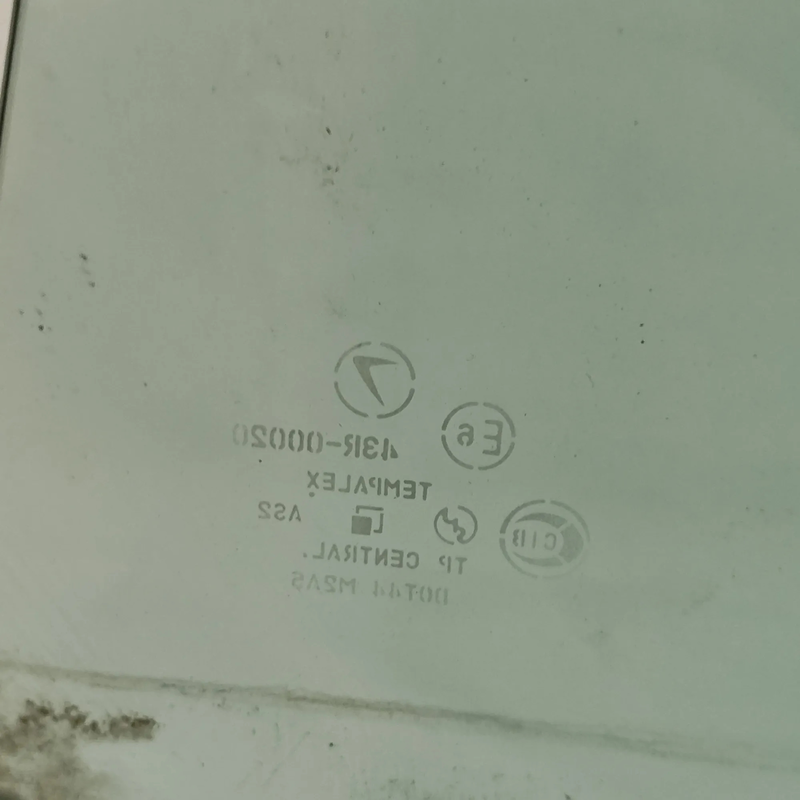 E6 43R-00020
TEMPALEX
CIB AS2
TP CENTRAL.
DOT44 M2AS